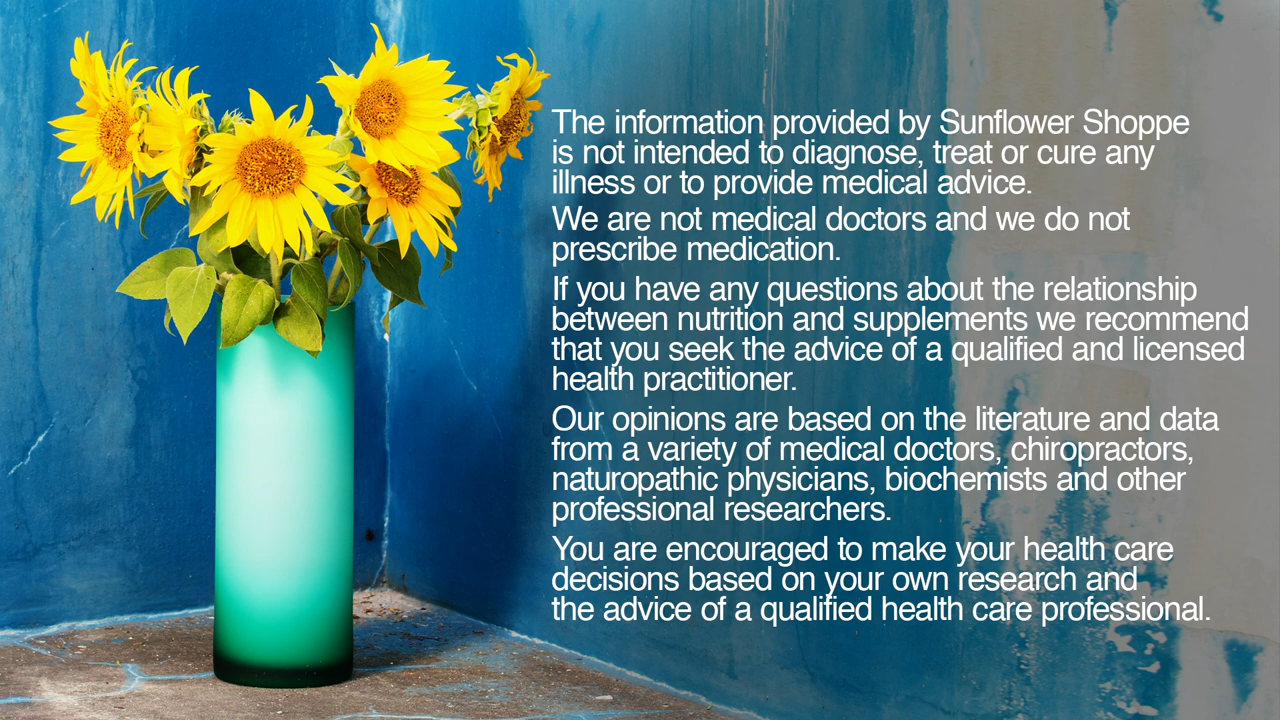 The information provided by Sunflower Shoppe
is not intended to diagnose, treat or cure any
illness or to provide medical advice.
We are not medical doctors and we do not
prescribe medication.
If you have any questions about the relationship
between nutrition and supplements we recommend
that you seek the advice of a qualified and licensed
health practitioner.
Our opinions are based on the literature and data
from a variety of medical doctors, chiropractors,
naturopathic physicians, biochemists and other
professional researchers.
You are encouraged to make your health care
decisions based on your own research and
the advice of a qualified health care professional.